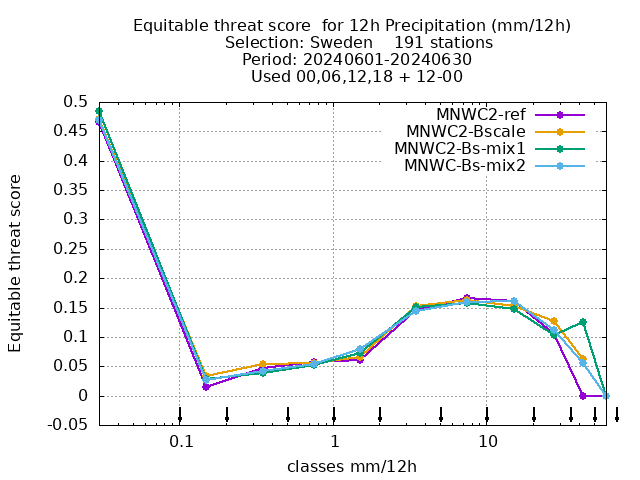 Equitable threat score  for 12h Precipitation (mm/12h)
Selection: Sweden    191 stations
Period: 20240601-20240630
Used 00,06,12,18 + 12-00
MNWC2-ref
MNWC2-Bscale
MNWC2-Bs-mix1
MNWC-Bs-mix2
Equitable threat score
0.5
0.45
0.4
0.35
0.3
0.25
0.2
0.15
0.1
0.05
0
-0.05
0.1 1 10
classes mm/12h